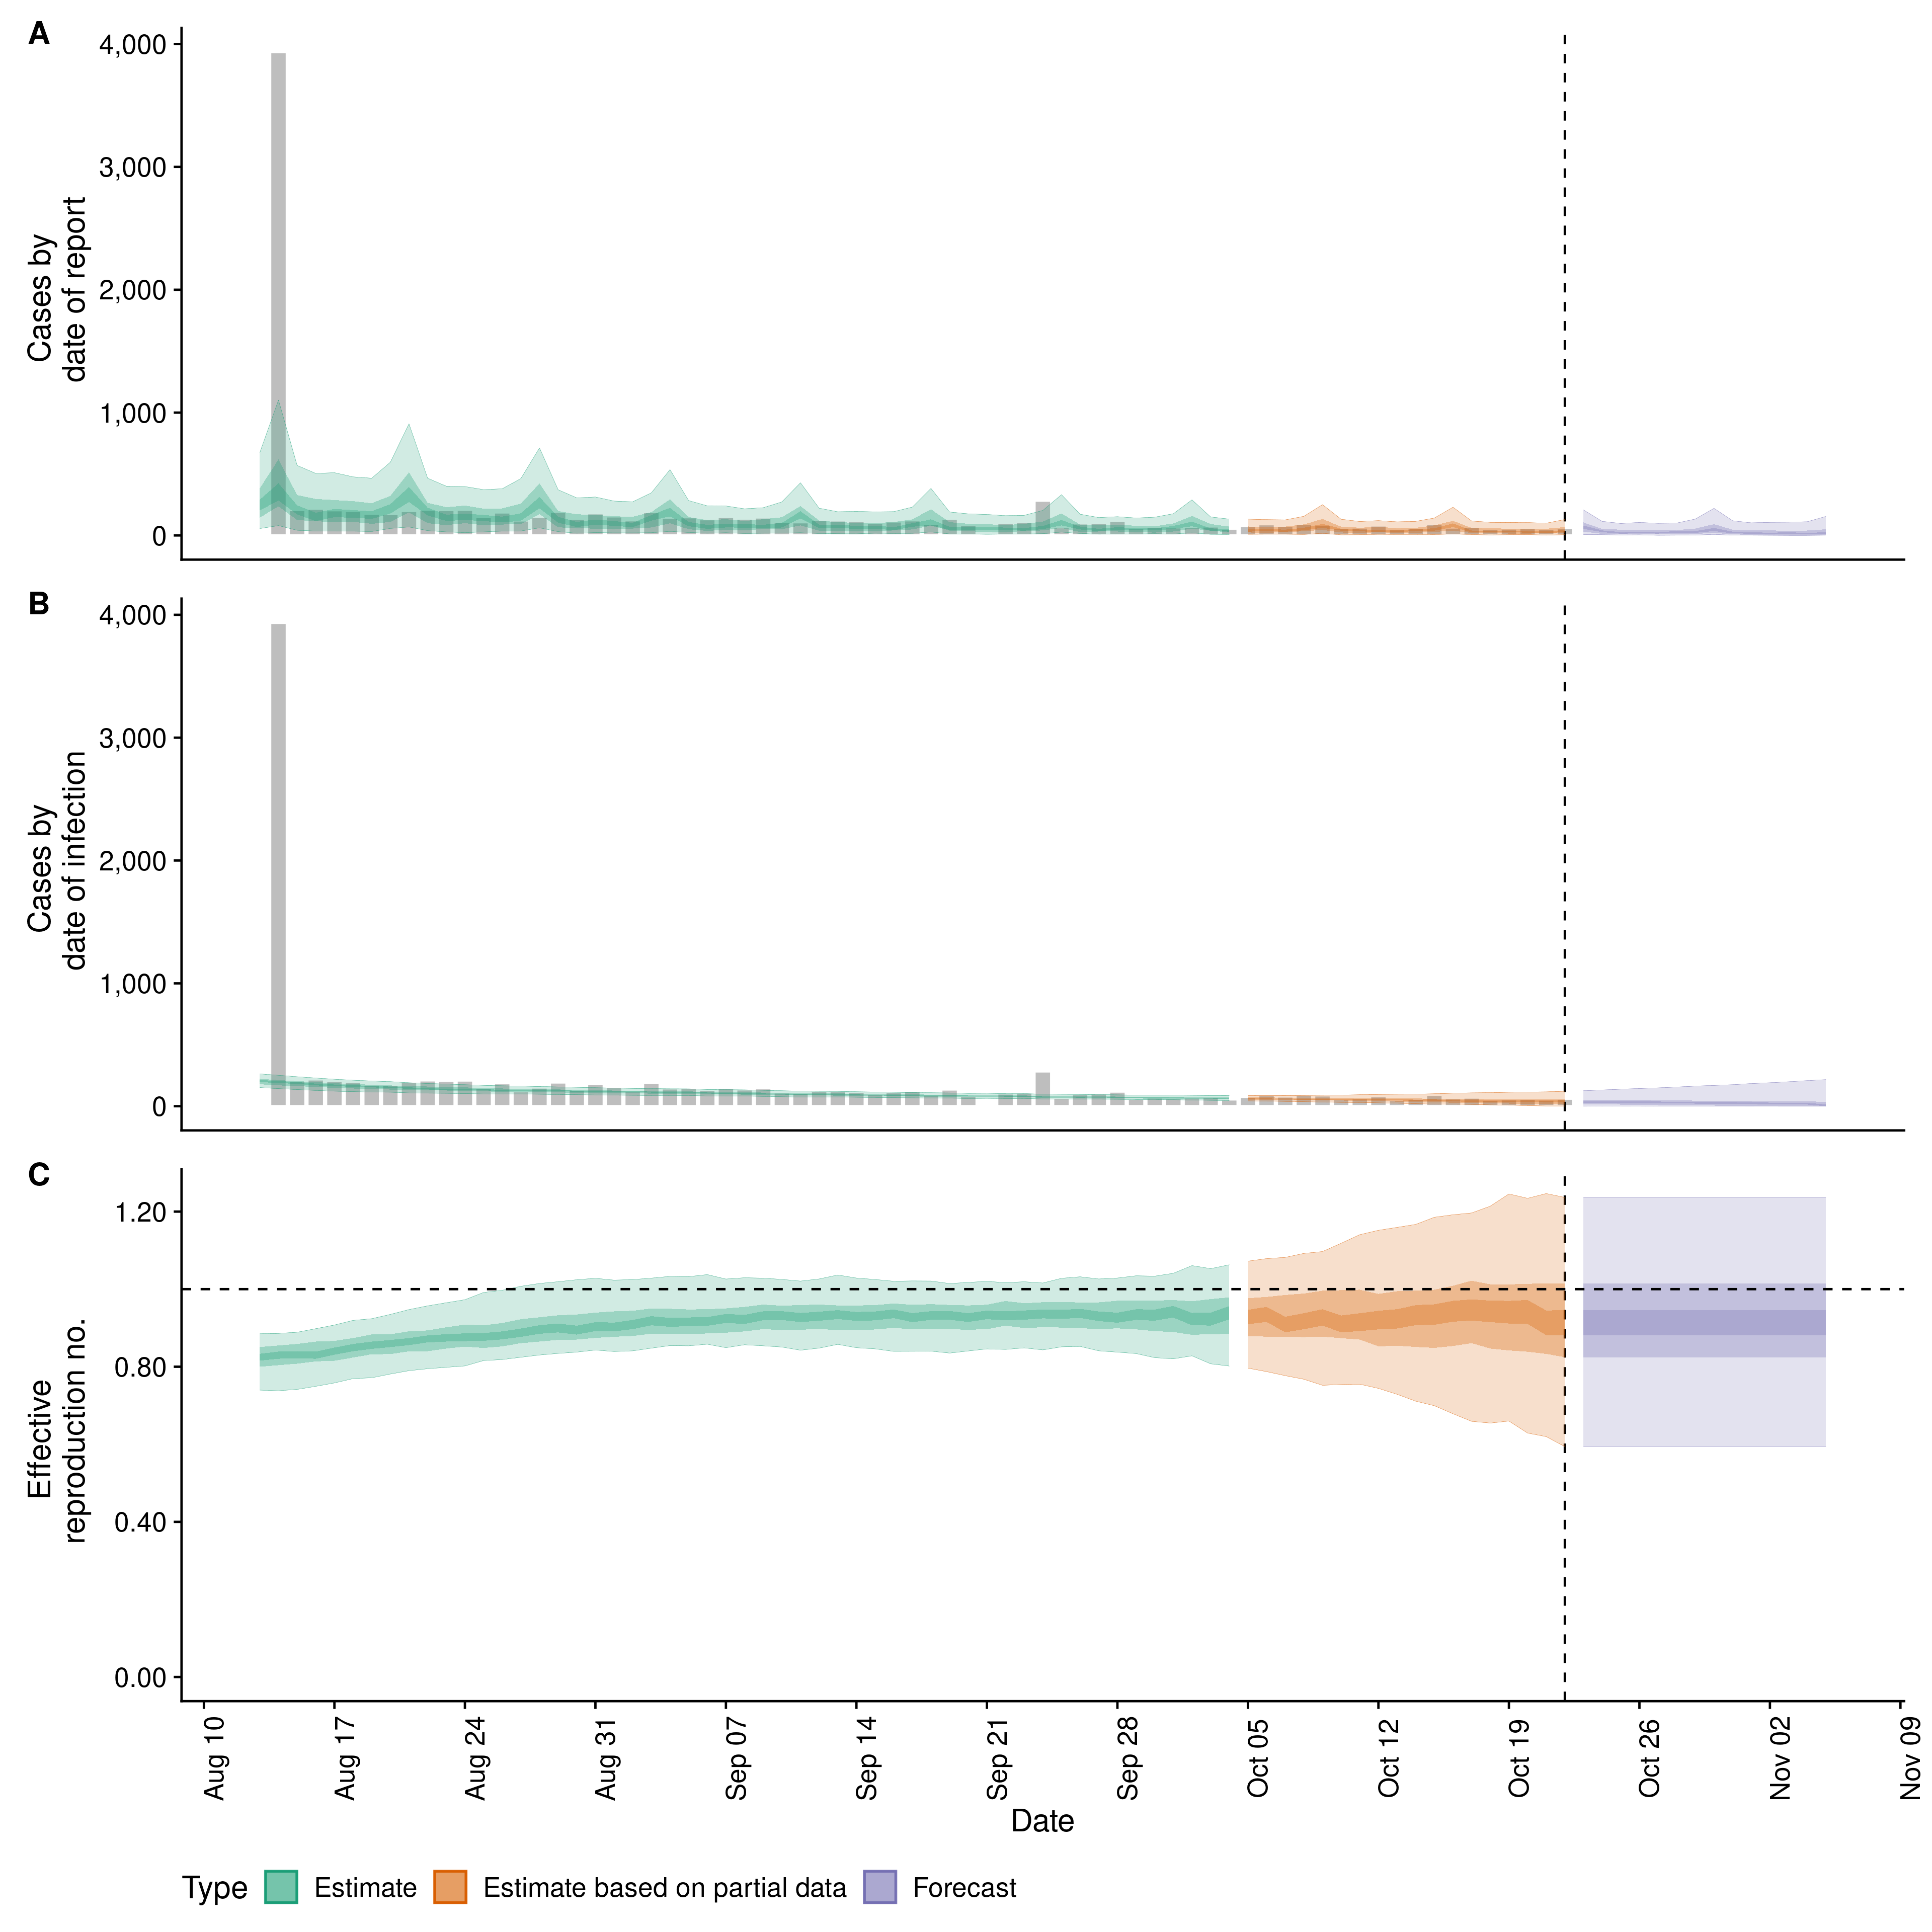 A
4,000
3,000
2,000
1,000
0
Cases by
date of report
B
4,000
3,000
2,000
1,000
0
Cases by
date of infection
C
1.20
0.80
0.40
0.00
Effective
reproduction no.
Aug 10
Aug 17
Aug 24
Aug 31
Sep 07
Sep 14
Sep 21
Sep 28
Oct 05
Oct 12
Oct 19
Oct 26
Nov 02
Nov 09
Date
Type Estimate Estimate based on partial data Forecast